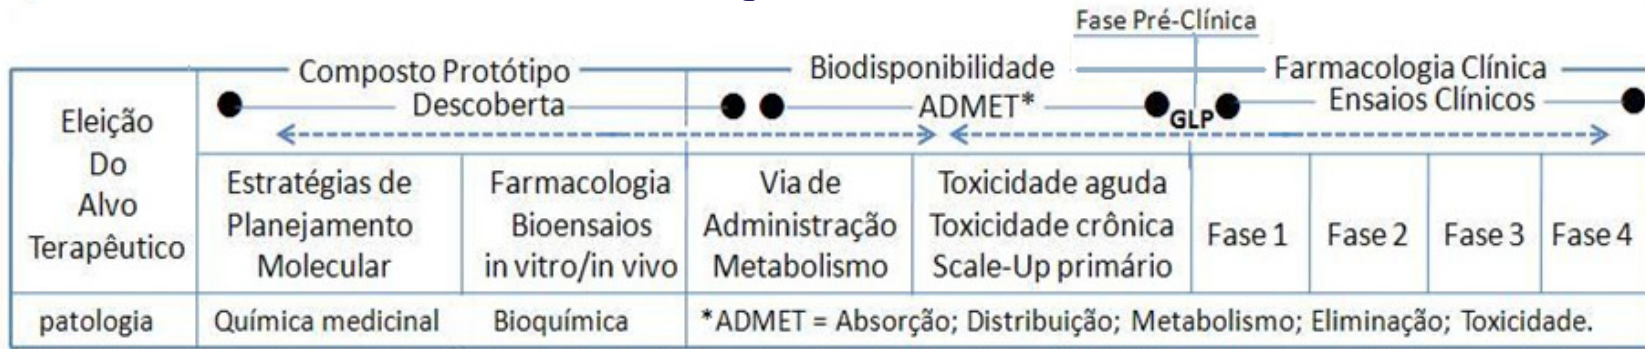 Fase Pré-Clínica
Composto Protótipo
Biodisponibilidade
Farmacologia Clínica
Descoberta
ADMET*
GLP
Ensaios Clínicos
Eleição
Do
Alvo
Terapêutico
Estratégias de
Planejamento
Molecular
Farmacologia
Bioensaios
in vitro/in vivo
Via de
Administração
Metabolismo
Toxicidade aguda
Toxicidade crônica
Scale-Up primário
Fase 1
Fase 2
Fase 3
Fase 4
patologia
Química medicinal
Bioquímica
*ADMET = Absorção; Distribuição; Metabolismo; Eliminação; Toxicidade.